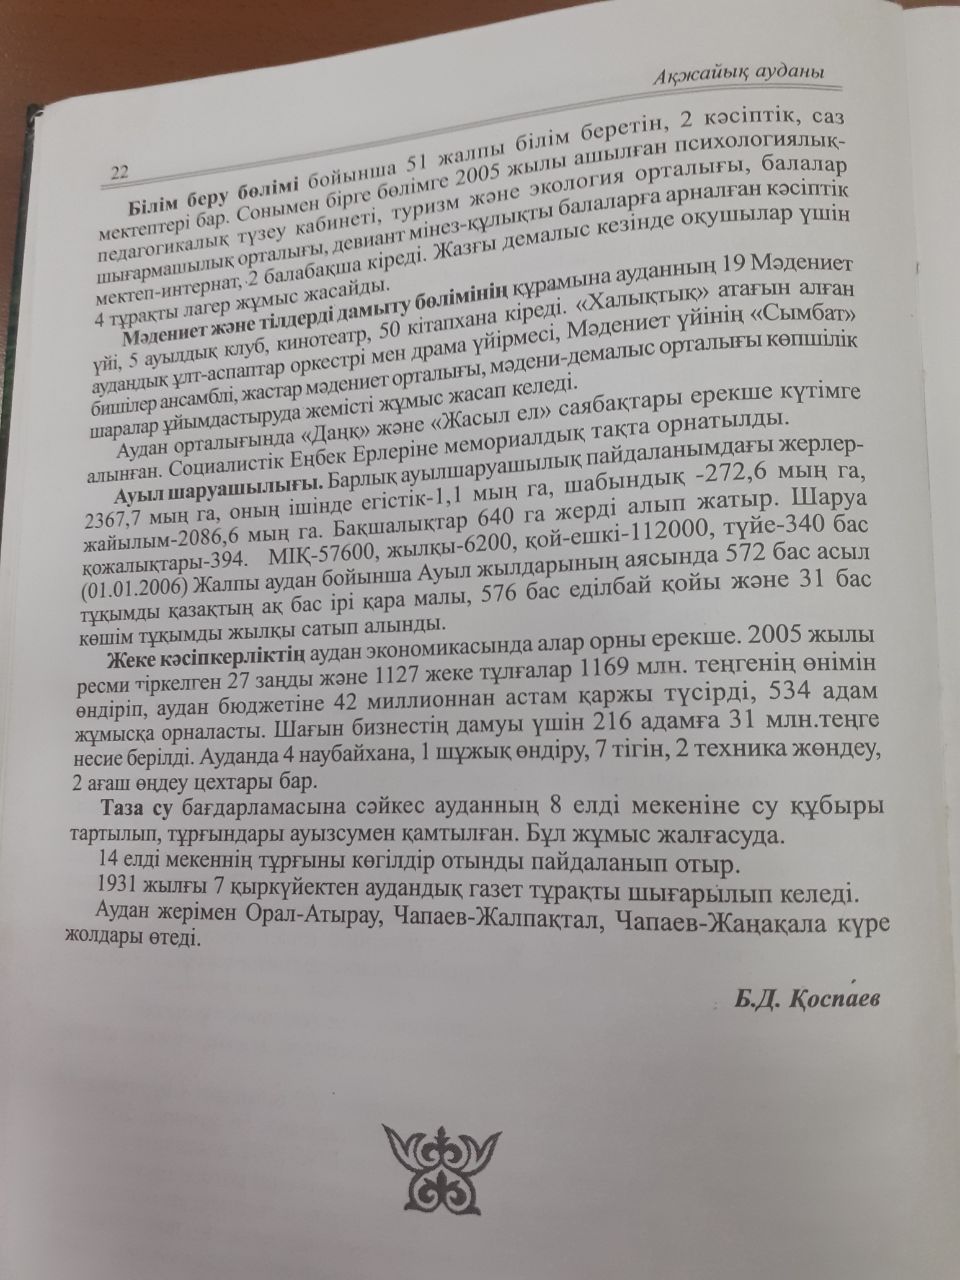 Ақжайық ауданы
22
Білім беру бөлімі бойынша 51 жалпы білім беретін, 2 кәсіптік, саз
мектептері бар. Сонымен бірге бөлімге 2005 жылы ашылған психологиялық-
педагогикалық түзеу кабинеті, туризм және экология орталығы, балалар
шығармашылық орталығы, девиант мінез-құлықты балаларға арналған кәсіптік
мектеп-интернат, 2 балабақша кіреді. Жазғы демалыс кезінде оқушылар үшін
4 тұрақты лагер жұмыс жасайды.
Мәдениет және тілдерді дамыту бөлімінің құрамына ауданның 19 Мәдениет
үйі, 5 ауылдық клуб, кинотеатр, 50 кітапхана кіреді. «Халықтық» атағын алған
аудандық ұлт-аспаптар оркестрі мен драма үйірмесі, Мәдениет үйінің «Сымбат»
бишілер ансамблі, жастар мәдениет орталығы, мәдени-демалыс орталығы көпшілік
шаралар ұйымдастыруда жемісті жұмыс жасап келеді.
Аудан орталығында «Даңқ» және «Жасыл ел» саябақтары ерекше күтімге
алынған. Социалистік Еңбек Ерлеріне мемориалдық тақта орнатылды.
Ауыл шаруашылығы. Барлық ауылшаруашылық пайдаланымдағы жерлер-
2367,7 мың га, оның ішінде егістік-1,1 мың га, шабындық -272,6 мың га,
жайылым-2086,6 мың га. Бақшалықтар 640 га жерді алып жатыр. Шаруа
қожалықтары-394. МІҚ-57600, жылқы-6200, қой-ешкі-112000, түйе-340 бас
(01.01.2006) Жалпы аудан бойынша Ауыл жылдарының аясында 572 бас асыл
тұқымды қазақтың ақ бас ірі қара малы, 576 бас еділбай қойы және 31 бас
көшім тұқымды жылқы сатып алынды.
Жеке кәсіпкерліктің аудан экономикасында алар орны ерекше. 2005 жылы
ресми тіркелген 27 заңды және 1127 жеке тұлғалар 1169 млн. теңгенің өнімін
өндіріп, аудан бюджетіне 42 миллионнан астам қаржы түсірді, 534 адам
жұмысқа орналасты. Шағын бизнестің дамуы үшін 216 адамға 31 млн.теңге
несие берілді. Ауданда 4 наубайхана, 1 шұжық өндіру, 7 тігін, 2 техника жөндеу,
2 ағаш өңдеу цехтары бар.
Таза су бағдарламасына сәйкес ауданның 8 елді мекеніне су құбыры
тартылып, тұрғындары ауызсумен қамтылған. Бұл жұмыс жалғасуда.
14 елді мекеннің тұрғыны көгілдір отынды пайдаланып отыр.
1931 жылғы 7 қыркүйектен аудандық газет тұрақты шығарылып келеді.
Аудан жерімен Орал-Атырау, Чапаев-Жалпақтал, Чапаев-Жаңақала күре
жолдары өтеді.
Б.Д. Қоспаев